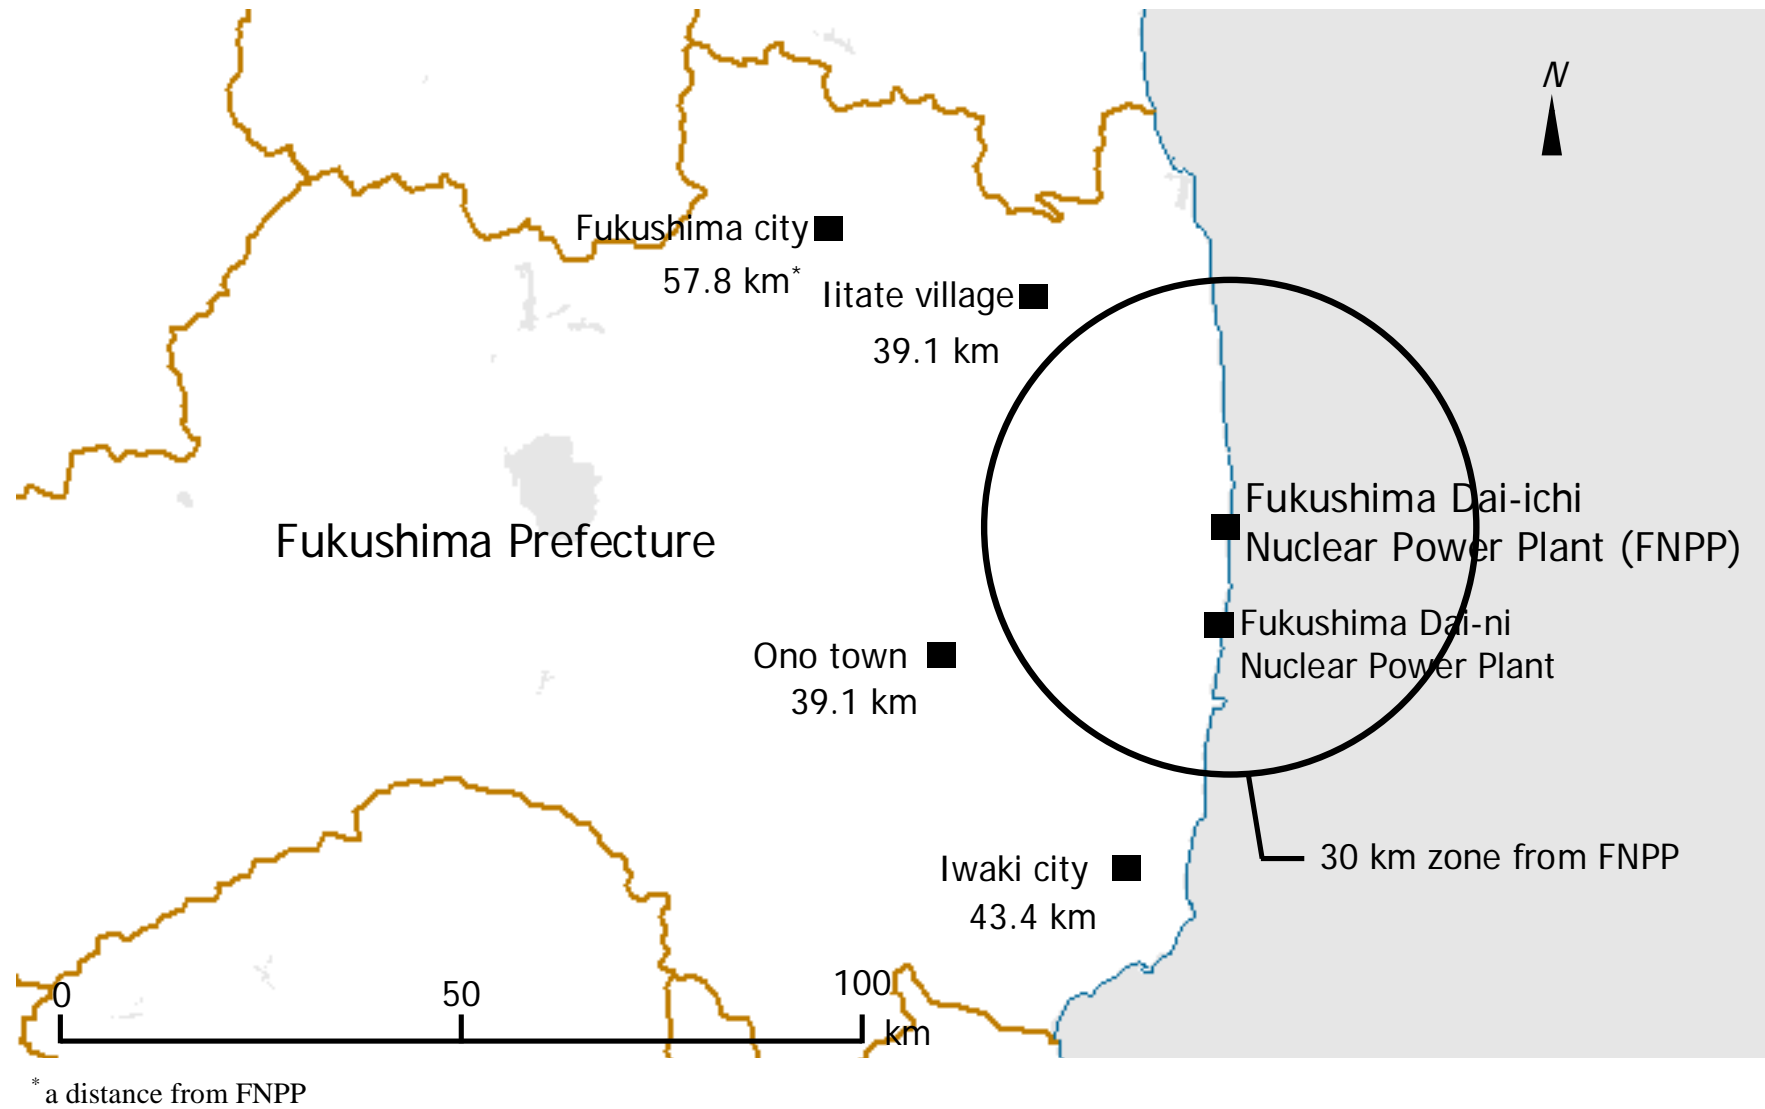 N
Fukushima city
57.8 km*
Iitate village
39.1 km
Fukushima Dai-ichi
Nuclear Power Plant (FNPP)
Fukushima Prefecture
Fukushima Dai-ni
Nuclear Power Plant
Ono town
39.1 km
30 km zone from FNPP
Iwaki city
43.4 km
0 50 100
km
* a distance from FNPP